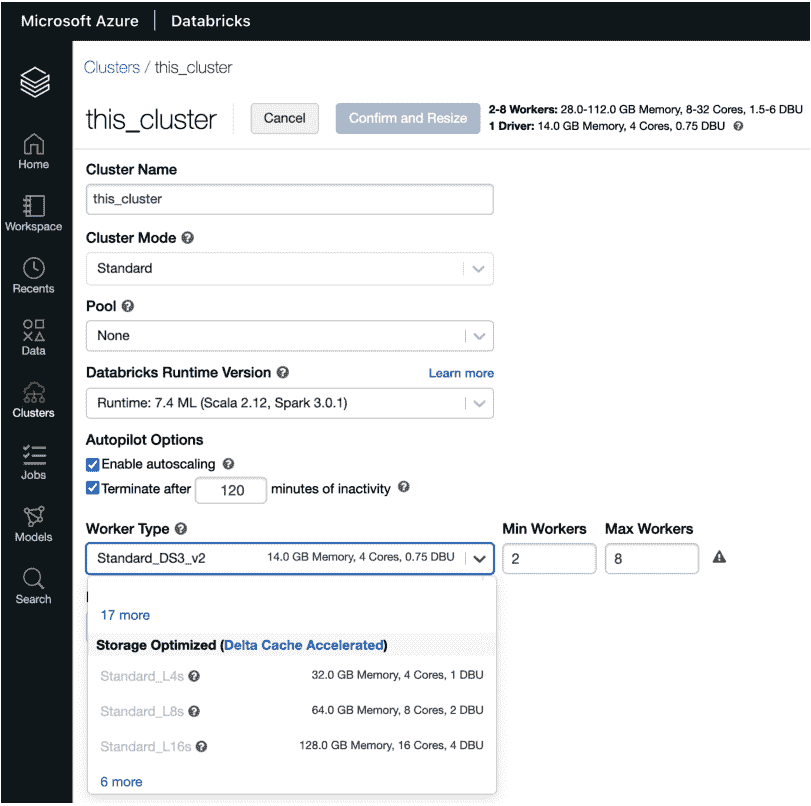 Microsoft Azure | Databricks
Clusters / this_cluster
this_cluster
Cancel
Confirm and Resize
2-8 Workers: 28.0-112.0 GB Memory, 8-32 Cores, 1.5-6 DBU
1 Driver: 14.0 GB Memory, 4 Cores, 0.75 DBU
Home
Workspace
Recents
Data
Clusters
Jobs
Models
Search
Cluster Name
this_cluster
Cluster Mode
Standard
Pool
None
Databricks Runtime Version Learn more
Runtime: 7.4 ML (Scala 2.12, Spark 3.0.1)
Autopilot Options
Enable autoscaling
Terminate after 120 minutes of inactivity
Worker Type Min Workers Max Workers
Standard_DS3_v2 14.0 GB Memory, 4 Cores, 0.75 DBU 2 8
17 more
Storage Optimized (Delta Cache Accelerated)
Standard_L4s 32.0 GB Memory, 4 Cores, 1 DBU
Standard_L8s 64.0 GB Memory, 8 Cores, 2 DBU
Standard_L16s 128.0 GB Memory, 16 Cores, 4 DBU
6 more